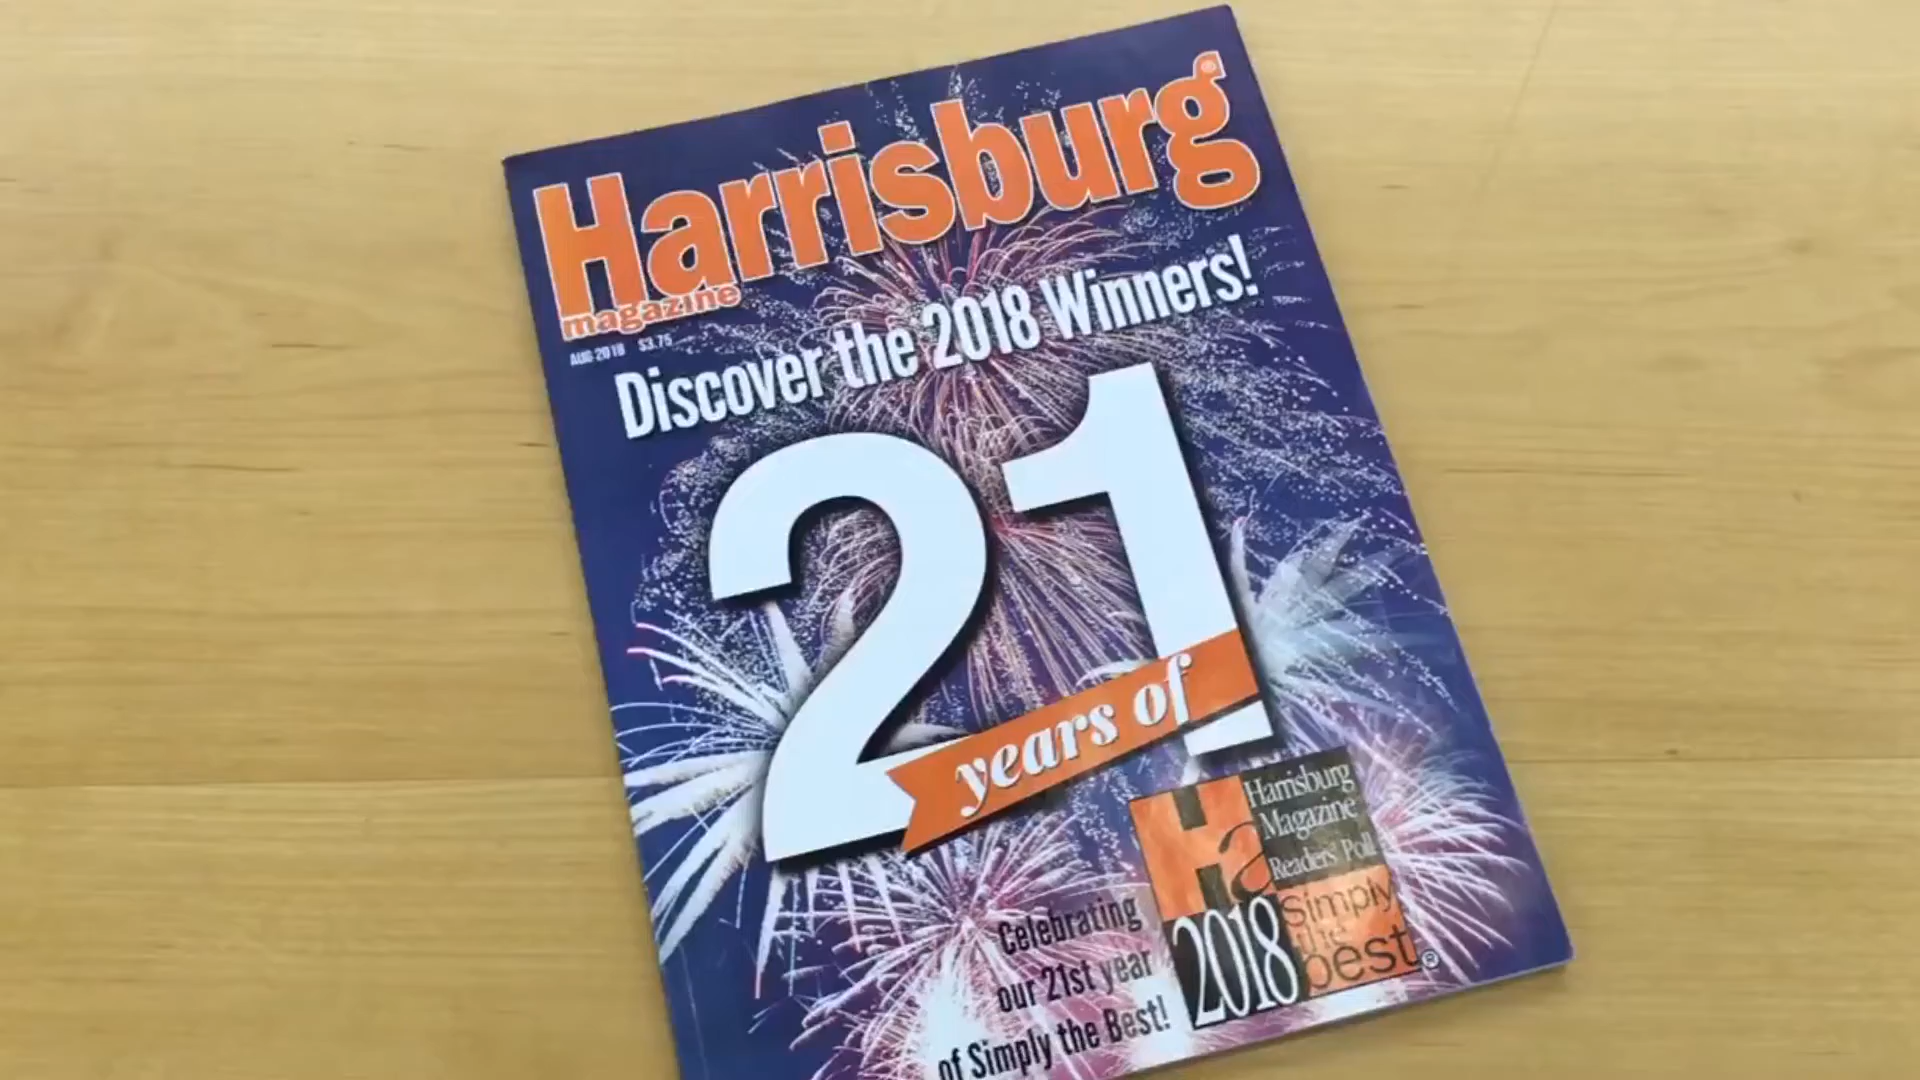 Harrisburg®
magazine
AUG 2018 $3.75
Discover the 2018 Winners!
21
years of
Ha
Harrisburg
Magazine
Readers' Poll
2018
Simply
the
best®
Celebrating
our 21st year
of Simply the Best!